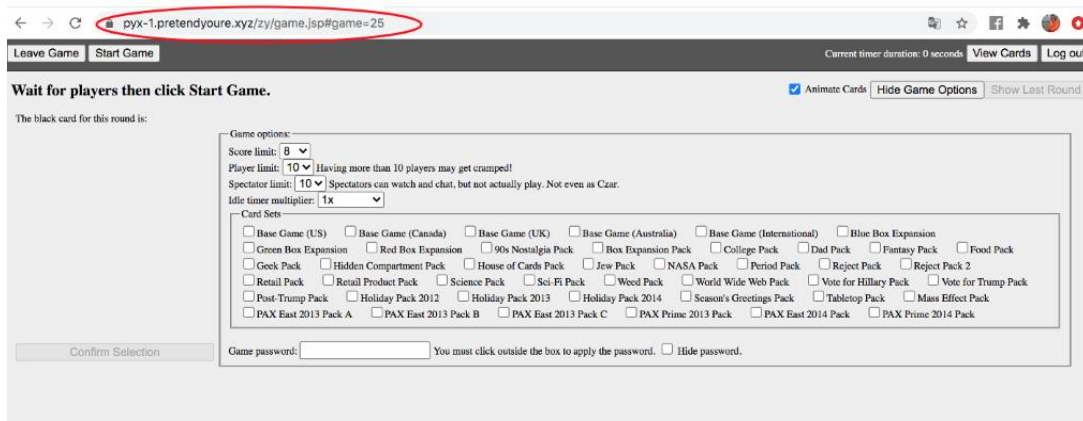 pyx-1.pretendyoure.xyz/zy/game.jsp#game=25
Leave Game Start Game Current timer duration: 0 seconds View Cards Log out
Wait for players then click Start Game. Animate Cards Hide Game Options Show Last Round
The black card for this round is:
Game options:
Score limit: 8
Player limit: 10 Having more than 10 players may get cramped!
Spectator limit: 10 Spectators can watch and chat, but not actually play. Not even as Czar.
Idle timer multiplier: 1x
Card Sets
Base Game (US) Base Game (Canada) Base Game (UK) Base Game (Australia) Base Game (International) Blue Box Expansion
Green Box Expansion Red Box Expansion 90s Nostalgia Pack Box Expansion Pack College Pack Dad Pack Fantasy Pack Food Pack
Geek Pack Hidden Compartment Pack House of Cards Pack Jew Pack NASA Pack Period Pack Reject Pack Reject Pack 2
Retail Pack Retail Product Pack Science Pack Sci-Fi Pack Weed Pack World Wide Web Pack Vote for Hillary Pack Vote for Trump Pack
Post-Trump Pack Holiday Pack 2012 Holiday Pack 2013 Holiday Pack 2014 Season's Greetings Pack Tabletop Pack Mass Effect Pack
PAX East 2013 Pack A PAX East 2013 Pack B PAX East 2013 Pack C PAX Prime 2013 Pack PAX East 2014 Pack PAX Prime 2014 Pack
Confirm Selection Game password: You must click outside the box to apply the password. Hide password.